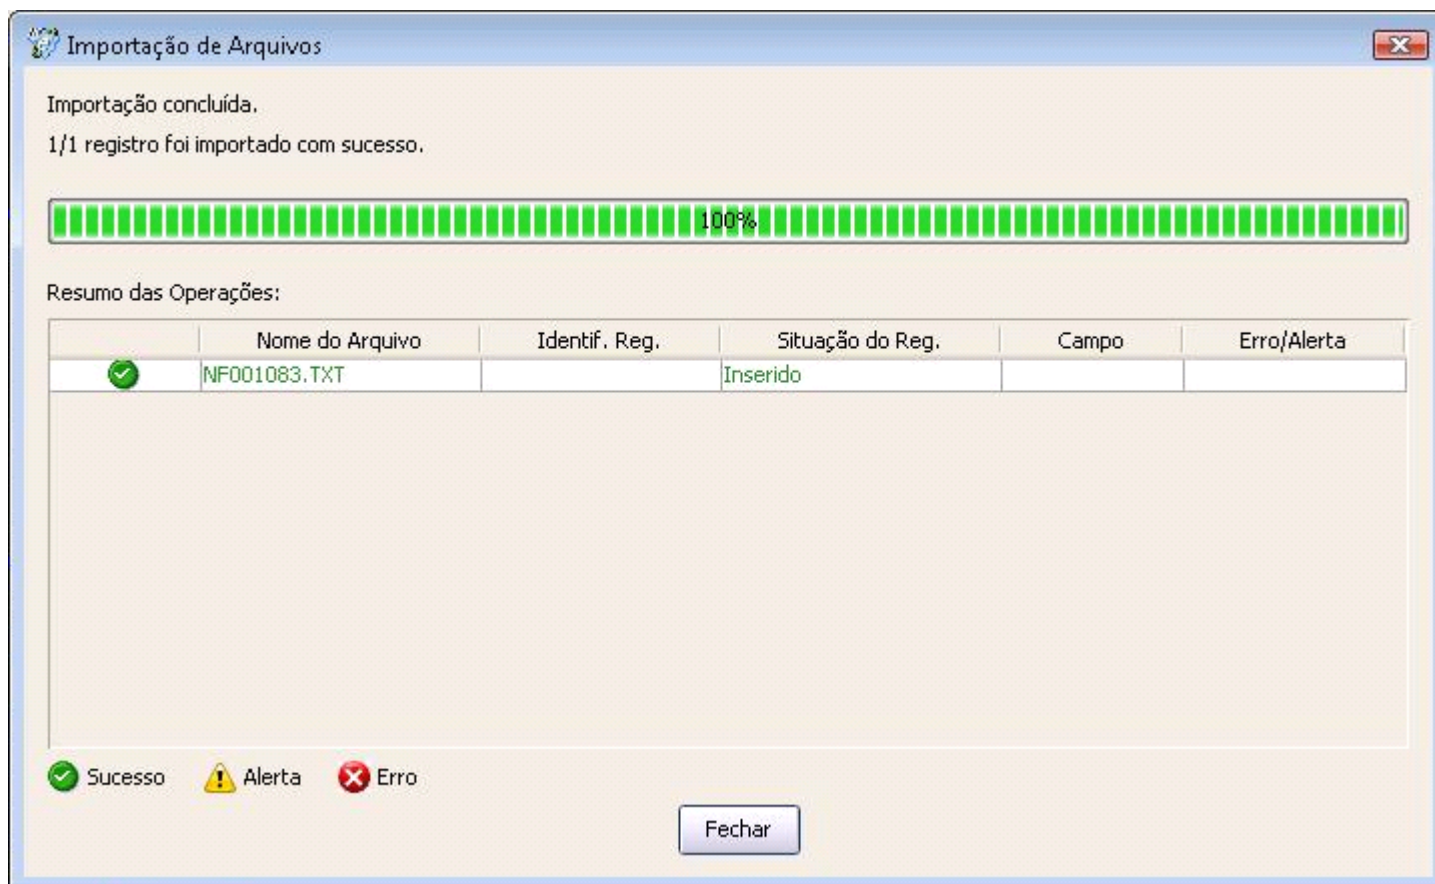 Importação de Arquivos
Importação concluída.
1/1 registro foi importado com sucesso.
100%
Resumo das Operações:
Nome do Arquivo Identif. Reg. Situação do Reg. Campo Erro/Alerta
NF001083.TXT Inserido
Sucesso Alerta Erro
Fechar